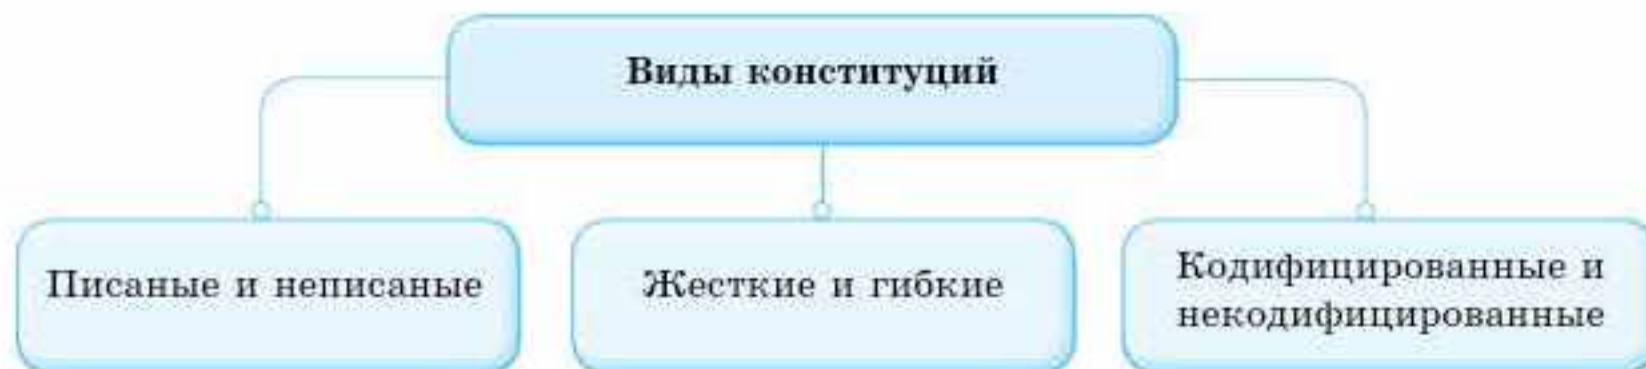 Виды конституций
Писаные и неписаные
Жесткие и гибкие
Кодифицированные и
некодифицированные